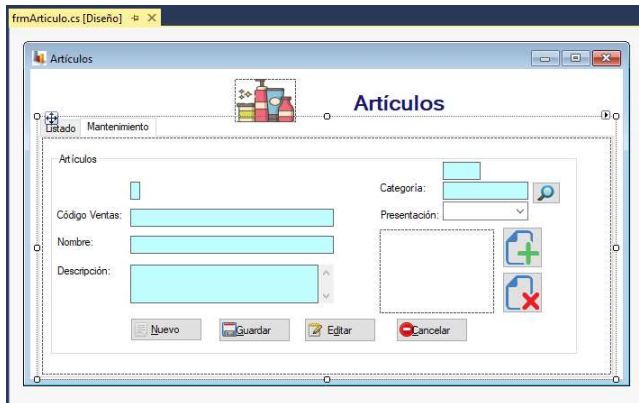 frmArticulo.cs [Diseño]
Artículos
Artículos
Listado Mantenimiento
Artículos
Categoría:
Código Ventas:
Presentación:
Nombre:
Descripción:
Nuevo Guardar Editar Cancelar